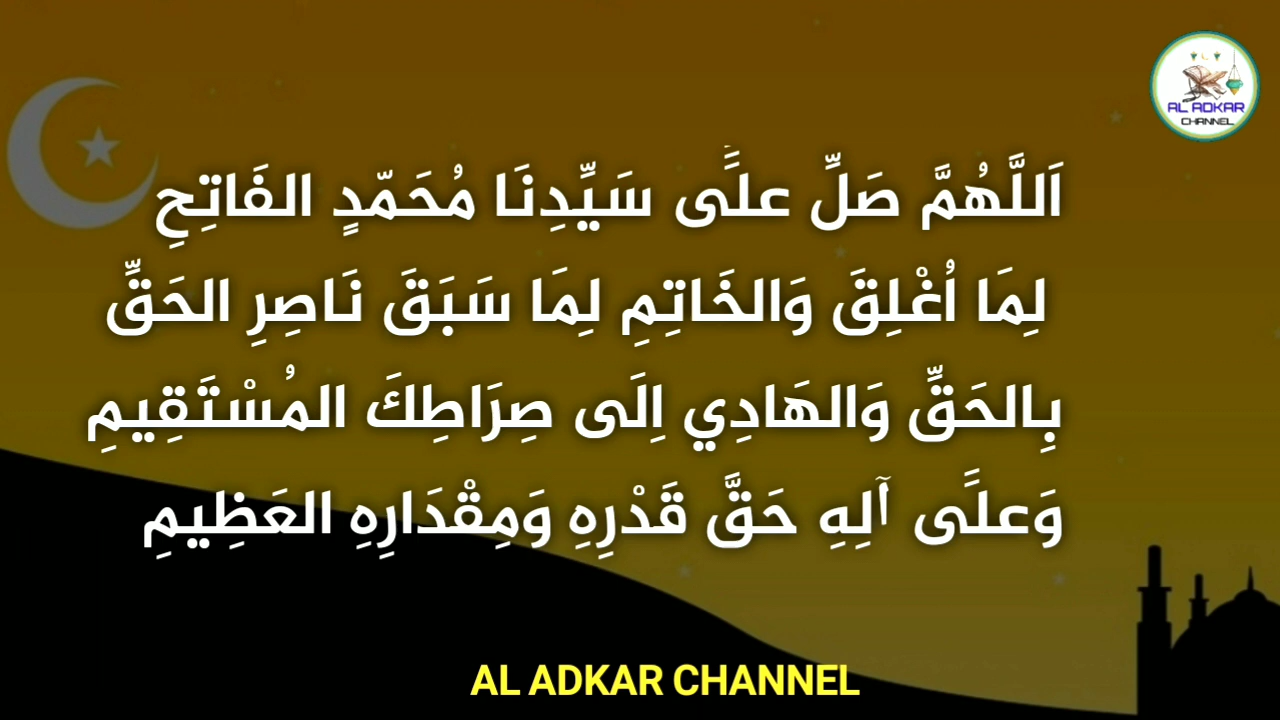 AL ADKAR
CHANNEL
اَللَّهُمَّ صَلِّ علَىَ سَيِّدِنَا مُحَمّدٍ الفَاتِحِ
لِمَا اُغْلِقَ وَالخَاتِمِ لِمَا سَبَقَ نَاصِرِ الحَقِّ
بِالحَقِّ وَالهَادِي اِلَى صِرَاطِكَ المُسْتَقِيمِ
وَعلَىَ آلِهِ حَقَّ قَدْرِهِ وَمِقْدَارِهِ العَظِيمِ
AL ADKAR CHANNEL